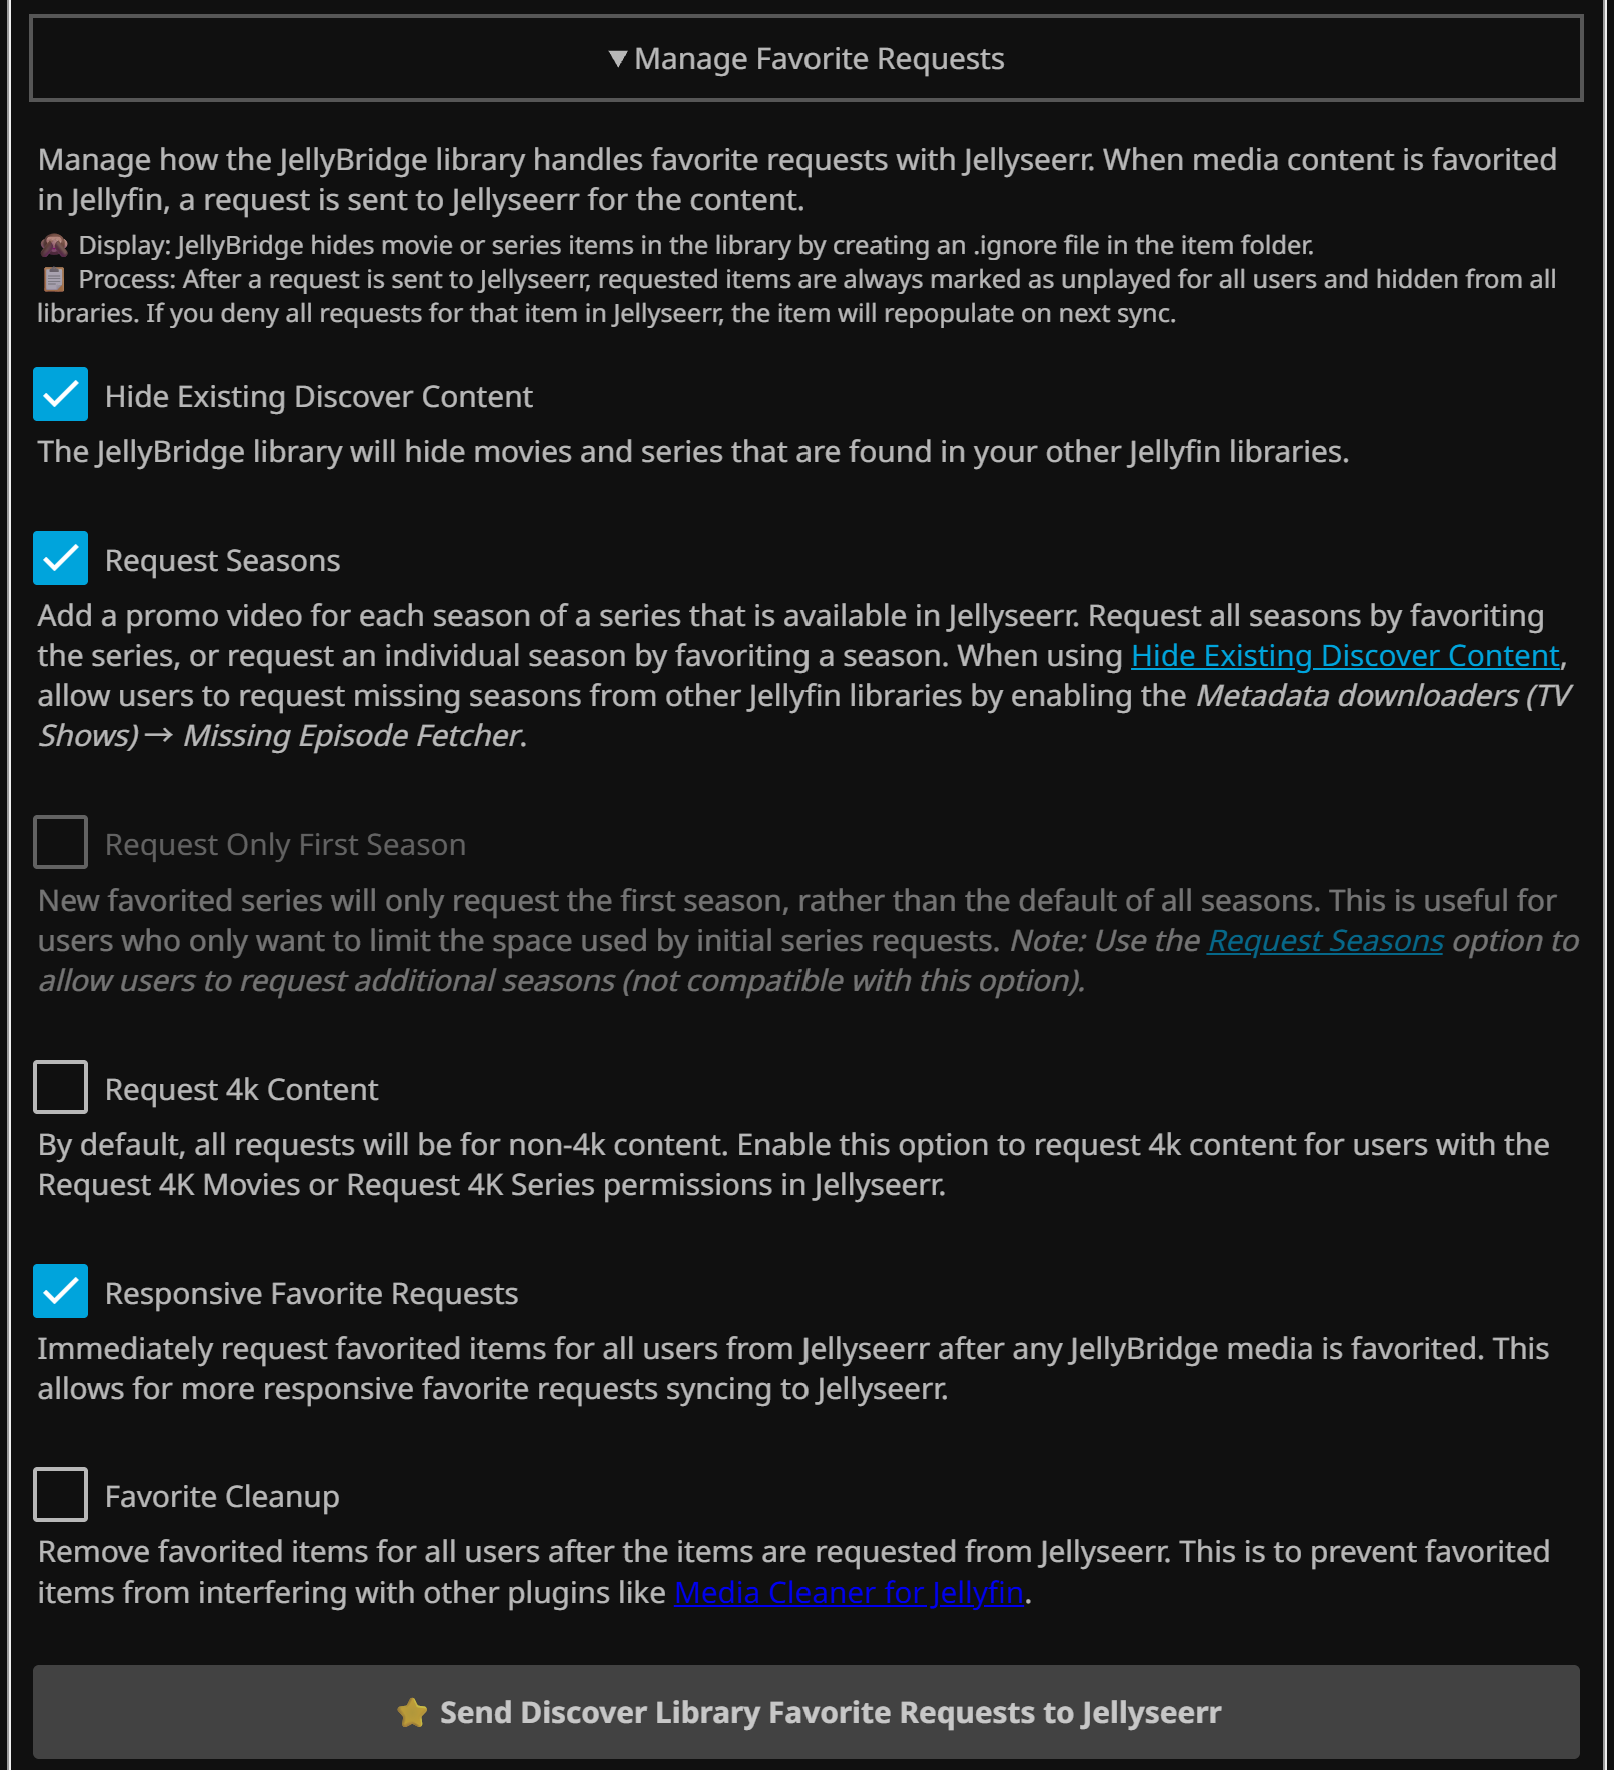 ▼ Manage Favorite Requests
Manage how the JellyBridge library handles favorite requests with Jellyseerr. When media content is favorited
in Jellyfin, a request is sent to Jellyseerr for the content.
🙈 Display: JellyBridge hides movie or series items in the library by creating an .ignore file in the item folder.
📋 Process: After a request is sent to Jellyseerr, requested items are always marked as unplayed for all users and hidden from all
libraries. If you deny all requests for that item in Jellyseerr, the item will repopulate on next sync.
Hide Existing Discover Content
The JellyBridge library will hide movies and series that are found in your other Jellyfin libraries.
Request Seasons
Add a promo video for each season of a series that is available in Jellyseerr. Request all seasons by favoriting
the series, or request an individual season by favoriting a season. When using Hide Existing Discover Content,
allow users to request missing seasons from other Jellyfin libraries by enabling the Metadata downloaders (TV
Shows) → Missing Episode Fetcher.
Request Only First Season
New favorited series will only request the first season, rather than the default of all seasons. This is useful for
users who only want to limit the space used by initial series requests. Note: Use the Request Seasons option to
allow users to request additional seasons (not compatible with this option).
Request 4k Content
By default, all requests will be for non-4k content. Enable this option to request 4k content for users with the
Request 4K Movies or Request 4K Series permissions in Jellyseerr.
Responsive Favorite Requests
Immediately request favorited items for all users from Jellyseerr after any JellyBridge media is favorited. This
allows for more responsive favorite requests syncing to Jellyseerr.
Favorite Cleanup
Remove favorited items for all users after the items are requested from Jellyseerr. This is to prevent favorited
items from interfering with other plugins like Media Cleaner for Jellyfin.
⭐ Send Discover Library Favorite Requests to Jellyseerr